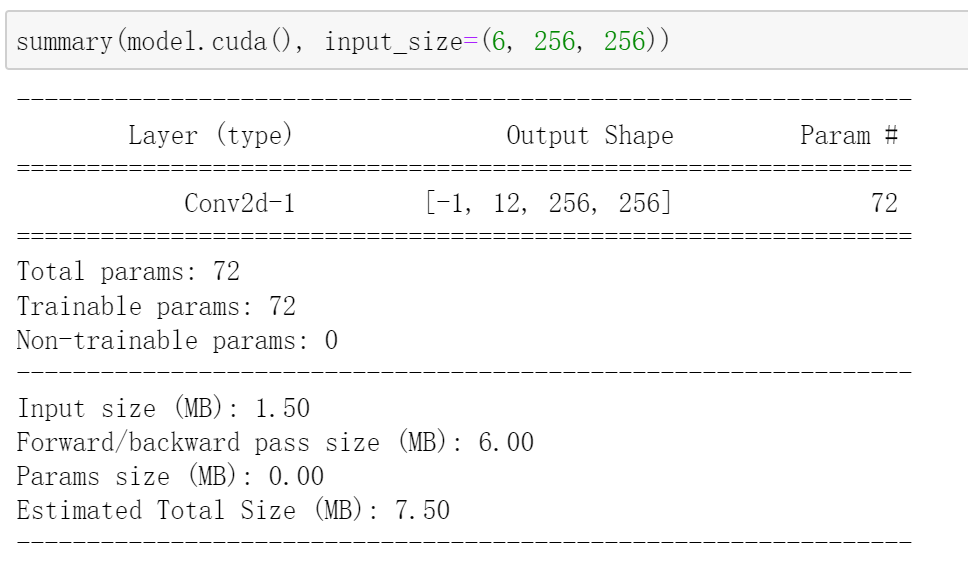 summary(model.cuda(), input_size=(6, 256, 256))
----------------------------------------------------------------
Layer (type) Output Shape Param #
================================================================
Conv2d-1 [-1, 12, 256, 256] 72
================================================================
Total params: 72
Trainable params: 72
Non-trainable params: 0
----------------------------------------------------------------
Input size (MB): 1.50
Forward/backward pass size (MB): 6.00
Params size (MB): 0.00
Estimated Total Size (MB): 7.50
----------------------------------------------------------------